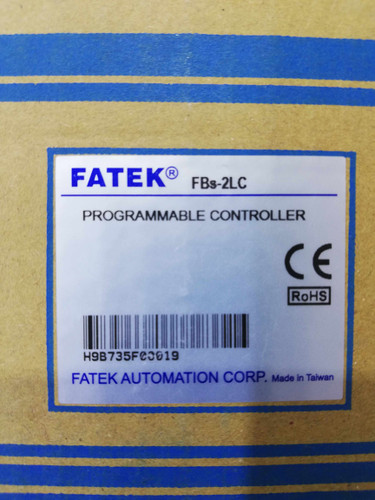 FATEK® FBs-2LC
PROGRAMMABLE CONTROLLER
CE
RoHS
H9B735F00019
FATEK AUTOMATION CORP. Made in Taiwan